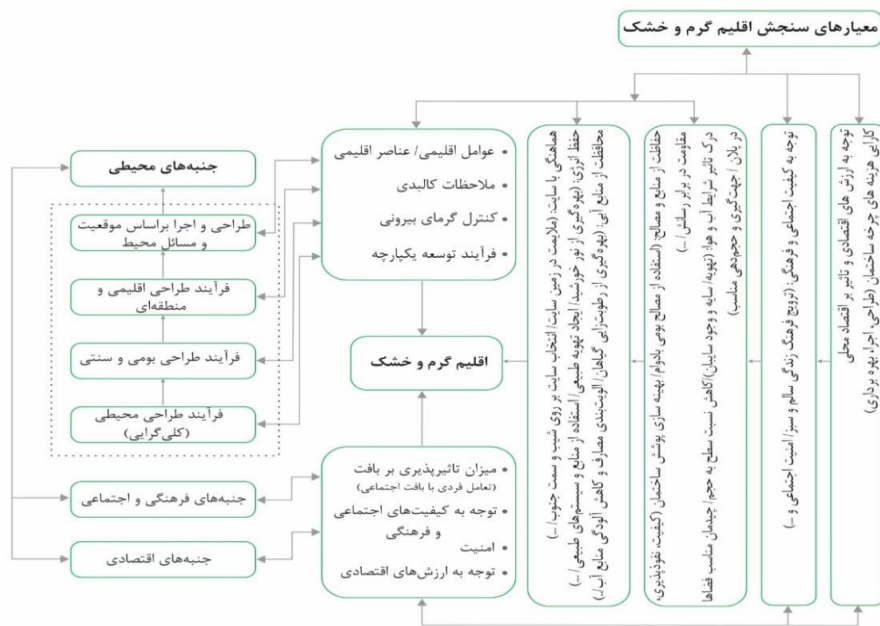 معیارهای سنجش اقلیم گرم و خشک
کارایی هزینه های چرخه ساختمان (طراحی، اجرا، بهره برداری)
توجه به ارزش های اقتصادی و تاثیر بر اقتصاد محلی
توجه به کیفیت اجتماعی و فرهنگی: (ترویج فرهنگ زندگی سالم و سبز/ امنیت اجتماعی و ...)
در پلان / جهت‌گیری و حجم‌دهی مناسب)
درک تاثیر شرایط آب و هوا: (تهویه/ سایه و وجود سایبان)/کاهش نسبت سطح به حجم/ چیدمان مناسب فضاها
مقاومت در برابر رسانش/ ...)
حفاظت از منابع و مصالح: (استفاده از مصالح بومی بادوام/ بهینه سازی پوشش ساختمان (کیفیت، نفوذپذیری،
هماهنگی با سایت: (ملایمت در زمین سایت/ انتخاب سایت بر روی شیب و سمت جنوب/ ...)
حفظ انرژی: (بهره‌گیری از نور خورشید/ ایجاد تهویه طبیعی/ استفاده از منابع و سیستم‌های طبیعی/ ...)
محافظت از منابع آبی: (بهره‌گیری از رطوبت‌زایی گیاهان/ الویت‌بندی مصارف و کاهش آلودگی منابع آب/..)
• عوامل اقلیمی/ عناصر اقلیمی
• ملاحظات کالبدی
• کنترل گرمای بیرونی
• فرآیند توسعه یکپارچه
اقلیم گرم و خشک
• میزان تاثیرپذیری بر بافت
(تعامل فردی با بافت اجتماعی)
• توجه به کیفیت‌های اجتماعی
و فرهنگی
• امنیت
• توجه به ارزش‌های اقتصادی
جنبه‌های محیطی
طراحی و اجرا براساس موقعیت
و مسائل محیط
فرآیند طراحی اقلیمی و
منطقه‌ای
فرآیند طراحی بومی و سنتی
فرآیند طراحی محیطی
(کلی‌گرایی)
جنبه‌های فرهنگی و اجتماعی
جنبه‌های اقتصادی